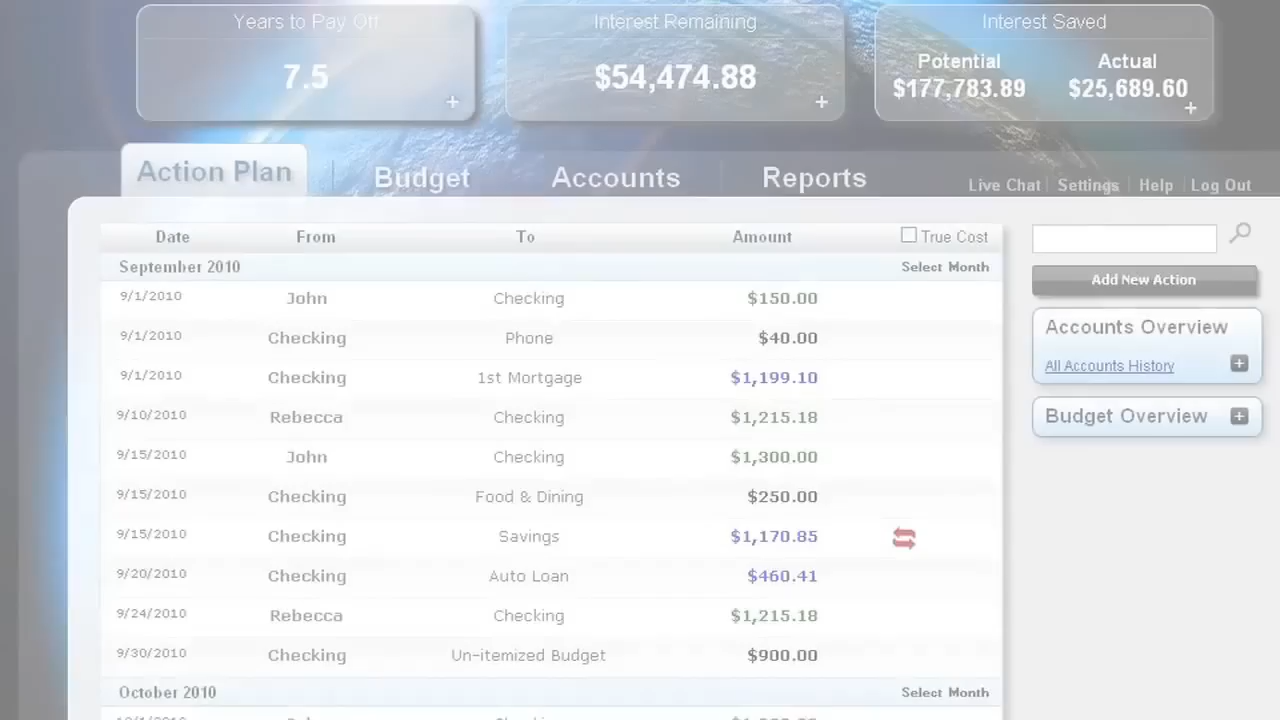 Years to Pay Off Interest Remaining Interest Saved
Potential Actual
7.5 $54,474.88 $177,783.89 $25,689.60
Action Plan Budget Accounts Reports Live Chat Settings Help Log Out
Date From To Amount True Cost
September 2010 Select Month
9/1/2010 John Checking $150.00
9/1/2010 Checking Phone $40.00
9/1/2010 Checking 1st Mortgage $1,199.10
9/10/2010 Rebecca Checking $1,215.18
9/15/2010 John Checking $1,300.00
9/15/2010 Checking Food & Dining $250.00
9/15/2010 Checking Savings $1,170.85
9/20/2010 Checking Auto Loan $460.41
9/24/2010 Rebecca Checking $1,215.18
9/30/2010 Checking Un-itemized Budget $900.00
October 2010 Select Month
Add New Action
Accounts Overview
All Accounts History
Budget Overview